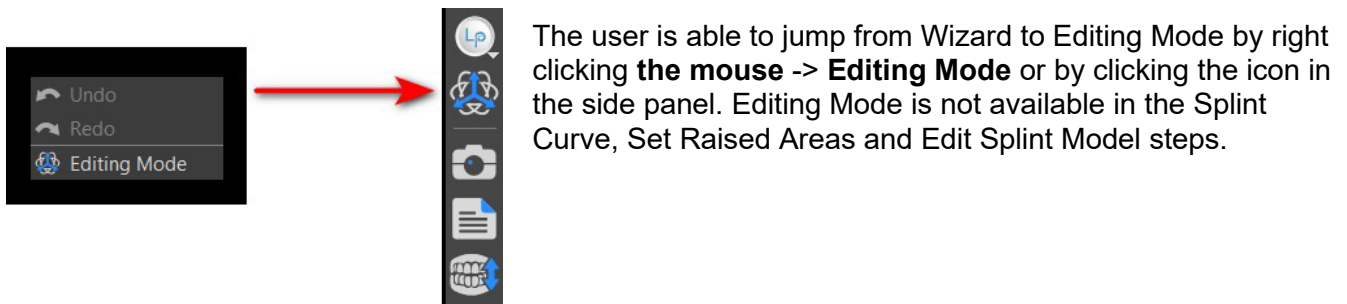 Undo
Redo
Editing Mode
Lp
The user is able to jump from Wizard to Editing Mode by right
clicking the mouse -> Editing Mode or by clicking the icon in
the side panel. Editing Mode is not available in the Splint
Curve, Set Raised Areas and Edit Splint Model steps.